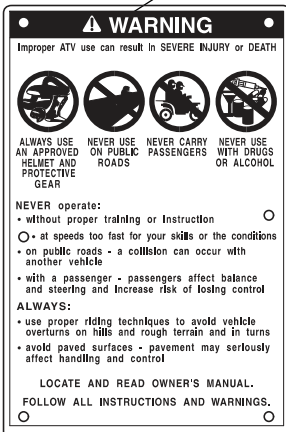 WARNING
Improper ATV use can result in SEVERE INJURY or DEATH
ALWAYS USE
AN APPROVED
HELMET AND
PROTECTIVE
GEAR
NEVER USE
ON PUBLIC
ROADS
NEVER CARRY
PASSENGERS
NEVER USE
WITH DRUGS
OR ALCOHOL
NEVER operate:
• without proper training or instruction
• at speeds too fast for your skills or the conditions
• on public roads - a collision can occur with
another vehicle
• with a passenger - passengers affect balance
and steering and increase risk of losing control
ALWAYS:
• use proper riding techniques to avoid vehicle
overturns on hills and rough terrain and in turns
• avoid paved surfaces - pavement may seriously
affect handling and control
LOCATE AND READ OWNER'S MANUAL.
FOLLOW ALL INSTRUCTIONS AND WARNINGS.